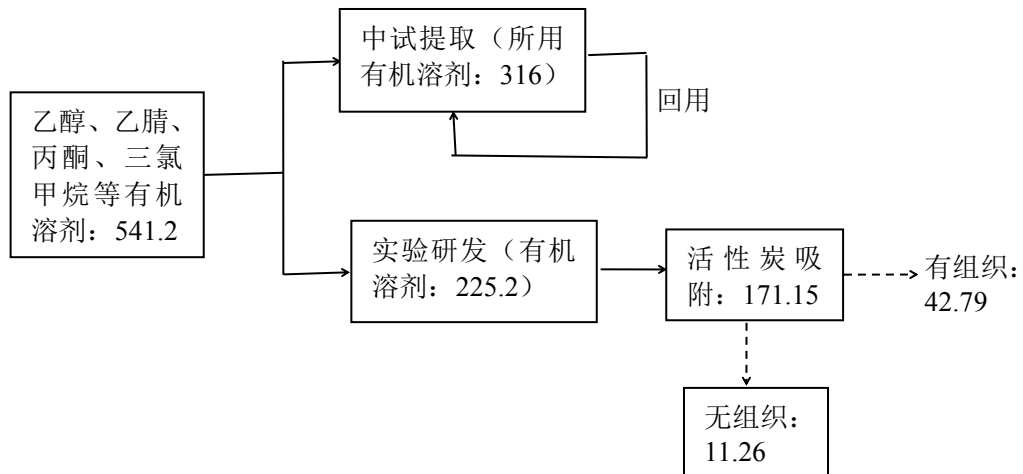 中试提取（所用
有机溶剂：316）
回用
乙醇、乙腈、
丙酮、三氯
甲烷等有机
溶剂：541.2
实验研发（有机
溶剂：225.2）
活性炭吸
附：171.15
有组织：
42.79
无组织：
11.26